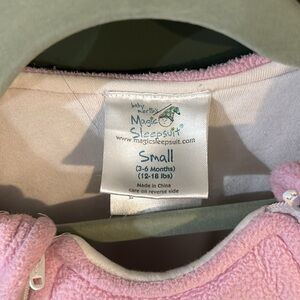 baby
merlin's
Magic
Sleepsuit
www.magicsleepsuit.com
Small
(3-6 Months)
(12-18 lbs)
Made in China
care on reverse side